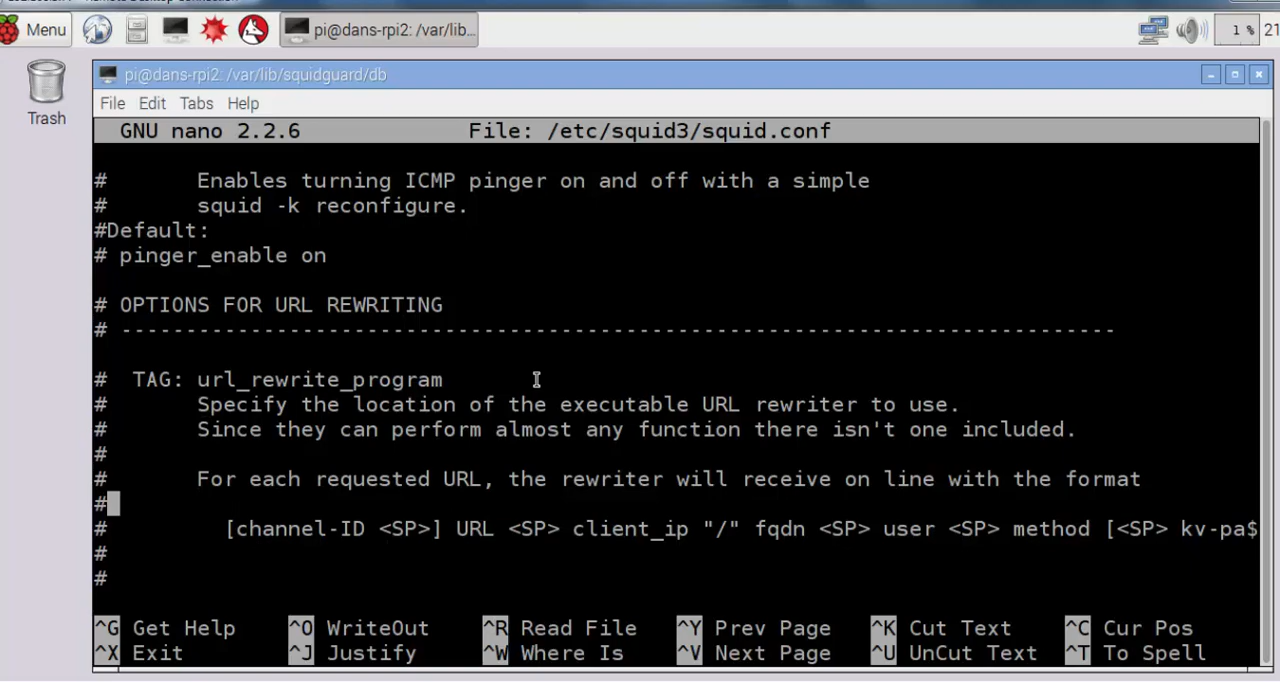 Menu
pi@dans-rpi2: /var/lib...
1 %
21
Trash
pi@dans-rpi2: /var/lib/squidguard/db
File Edit Tabs Help
GNU nano 2.2.6 File: /etc/squid3/squid.conf
# Enables turning ICMP pinger on and off with a simple
# squid -k reconfigure.
#Default:
# pinger_enable on
# OPTIONS FOR URL REWRITING
# -----------------------------------------------------------------------------
# TAG: url_rewrite_program
# Specify the location of the executable URL rewriter to use.
# Since they can perform almost any function there isn't one included.
#
# For each requested URL, the rewriter will receive on line with the format
#
# [channel-ID <SP>] URL <SP> client_ip "/" fqdn <SP> user <SP> method [<SP> kv-pa$
#
#
^G Get Help ^O WriteOut ^R Read File ^Y Prev Page ^K Cut Text ^C Cur Pos
^X Exit ^J Justify ^W Where Is ^V Next Page ^U UnCut Text ^T To Spell